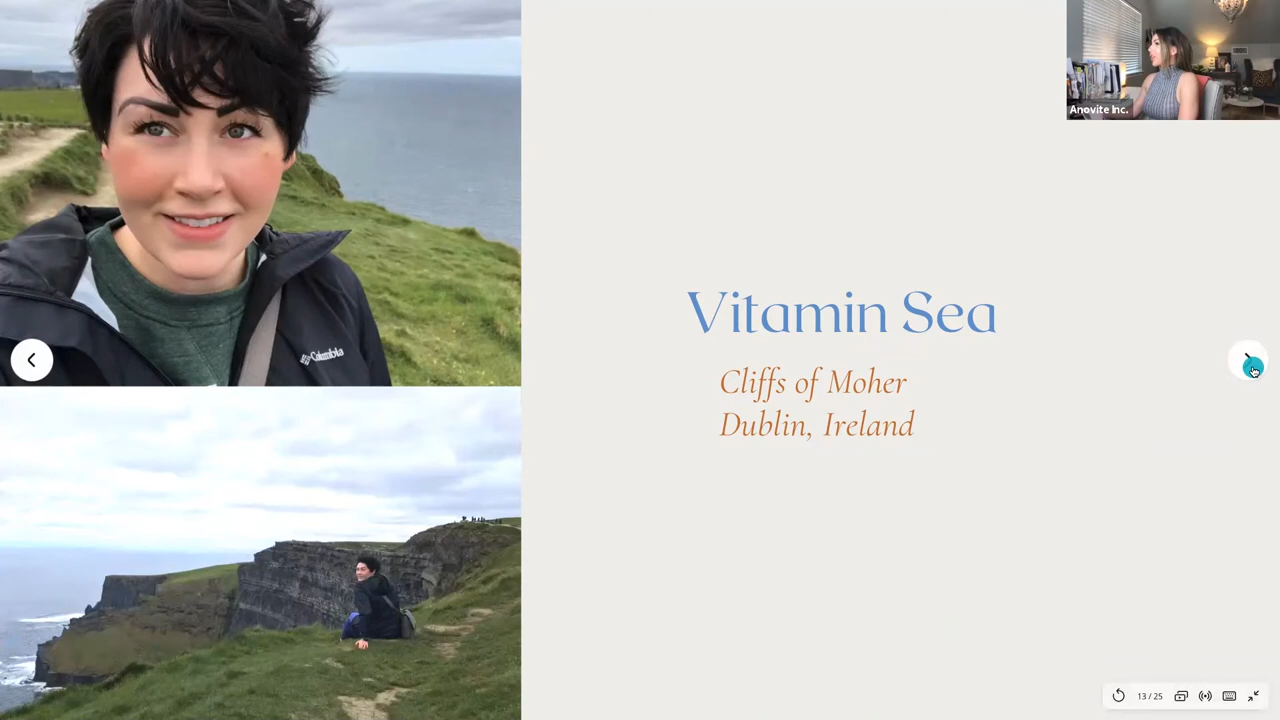 Columbia
Vitamin Sea
Cliffs of Moher
Dublin, Ireland
Anovite Inc.
13 / 25